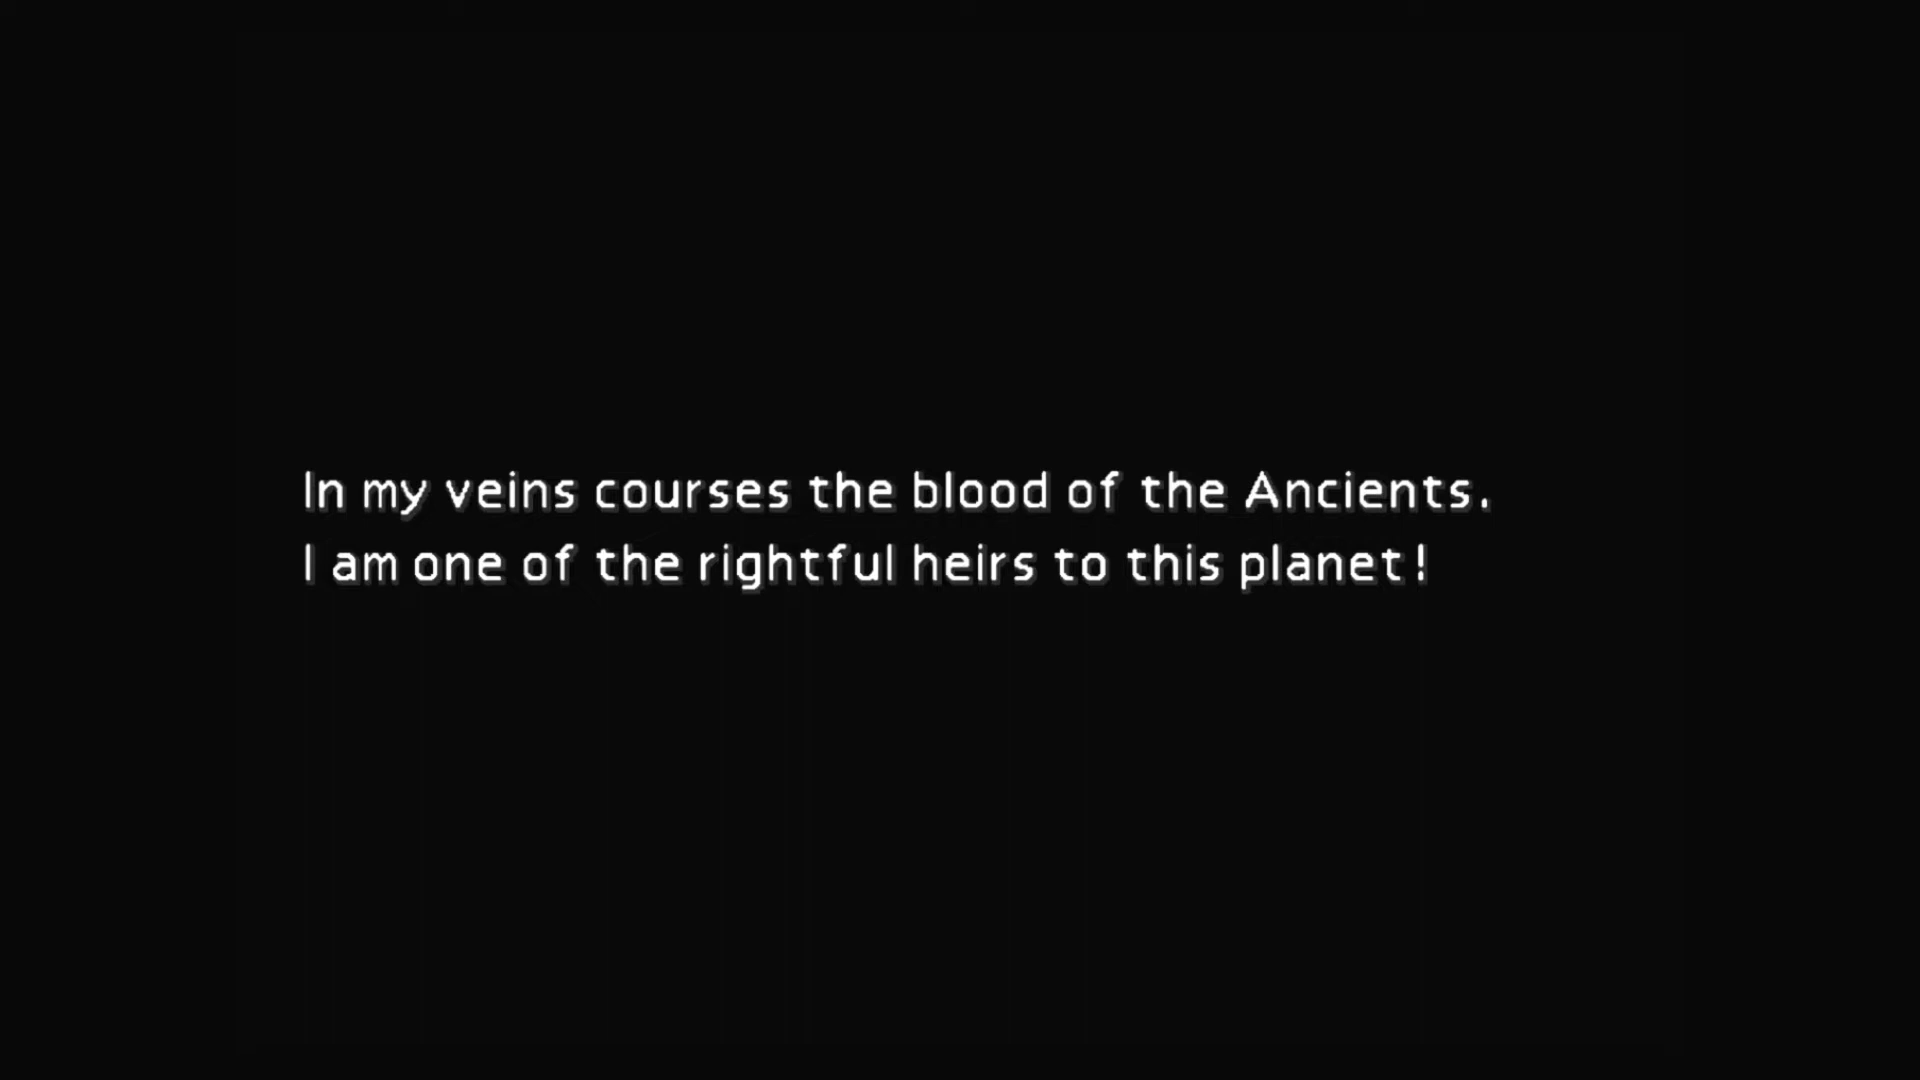 In my veins courses the blood of the Ancients.
I am one of the rightful heirs to this planet!